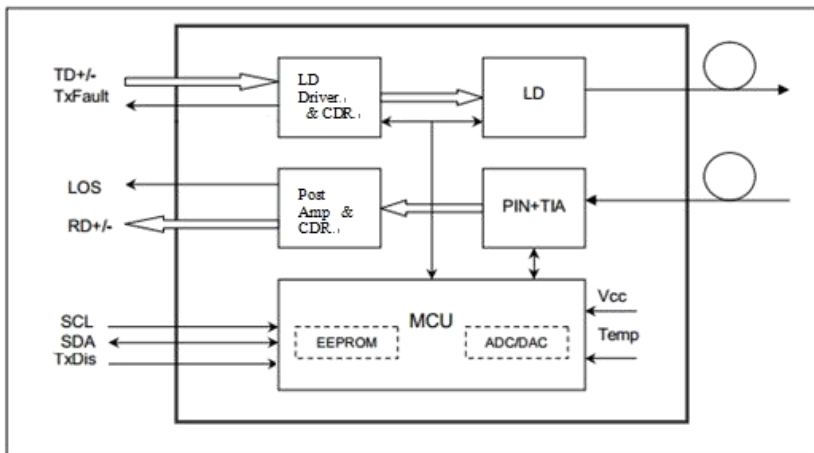 TD+/-
TxFault
LD
Driver.
& CDR.
LD
LOS
RD+/-
Post
Amp &
CDR.
PIN+TIA
SCL
SDA
TxDis
MCU
EEPROM
ADC/DAC
Vcc
Temp